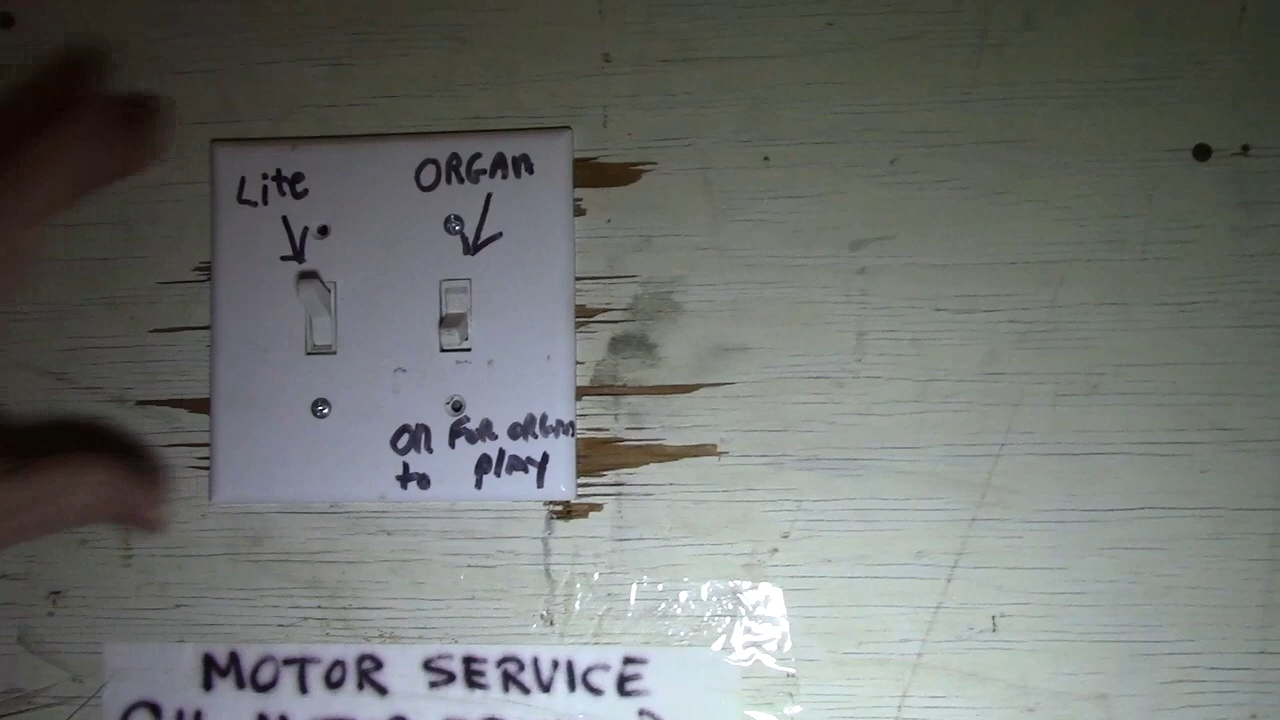 Lite
ORGAN
On For ORGAN
to play
MOTOR SERVICE